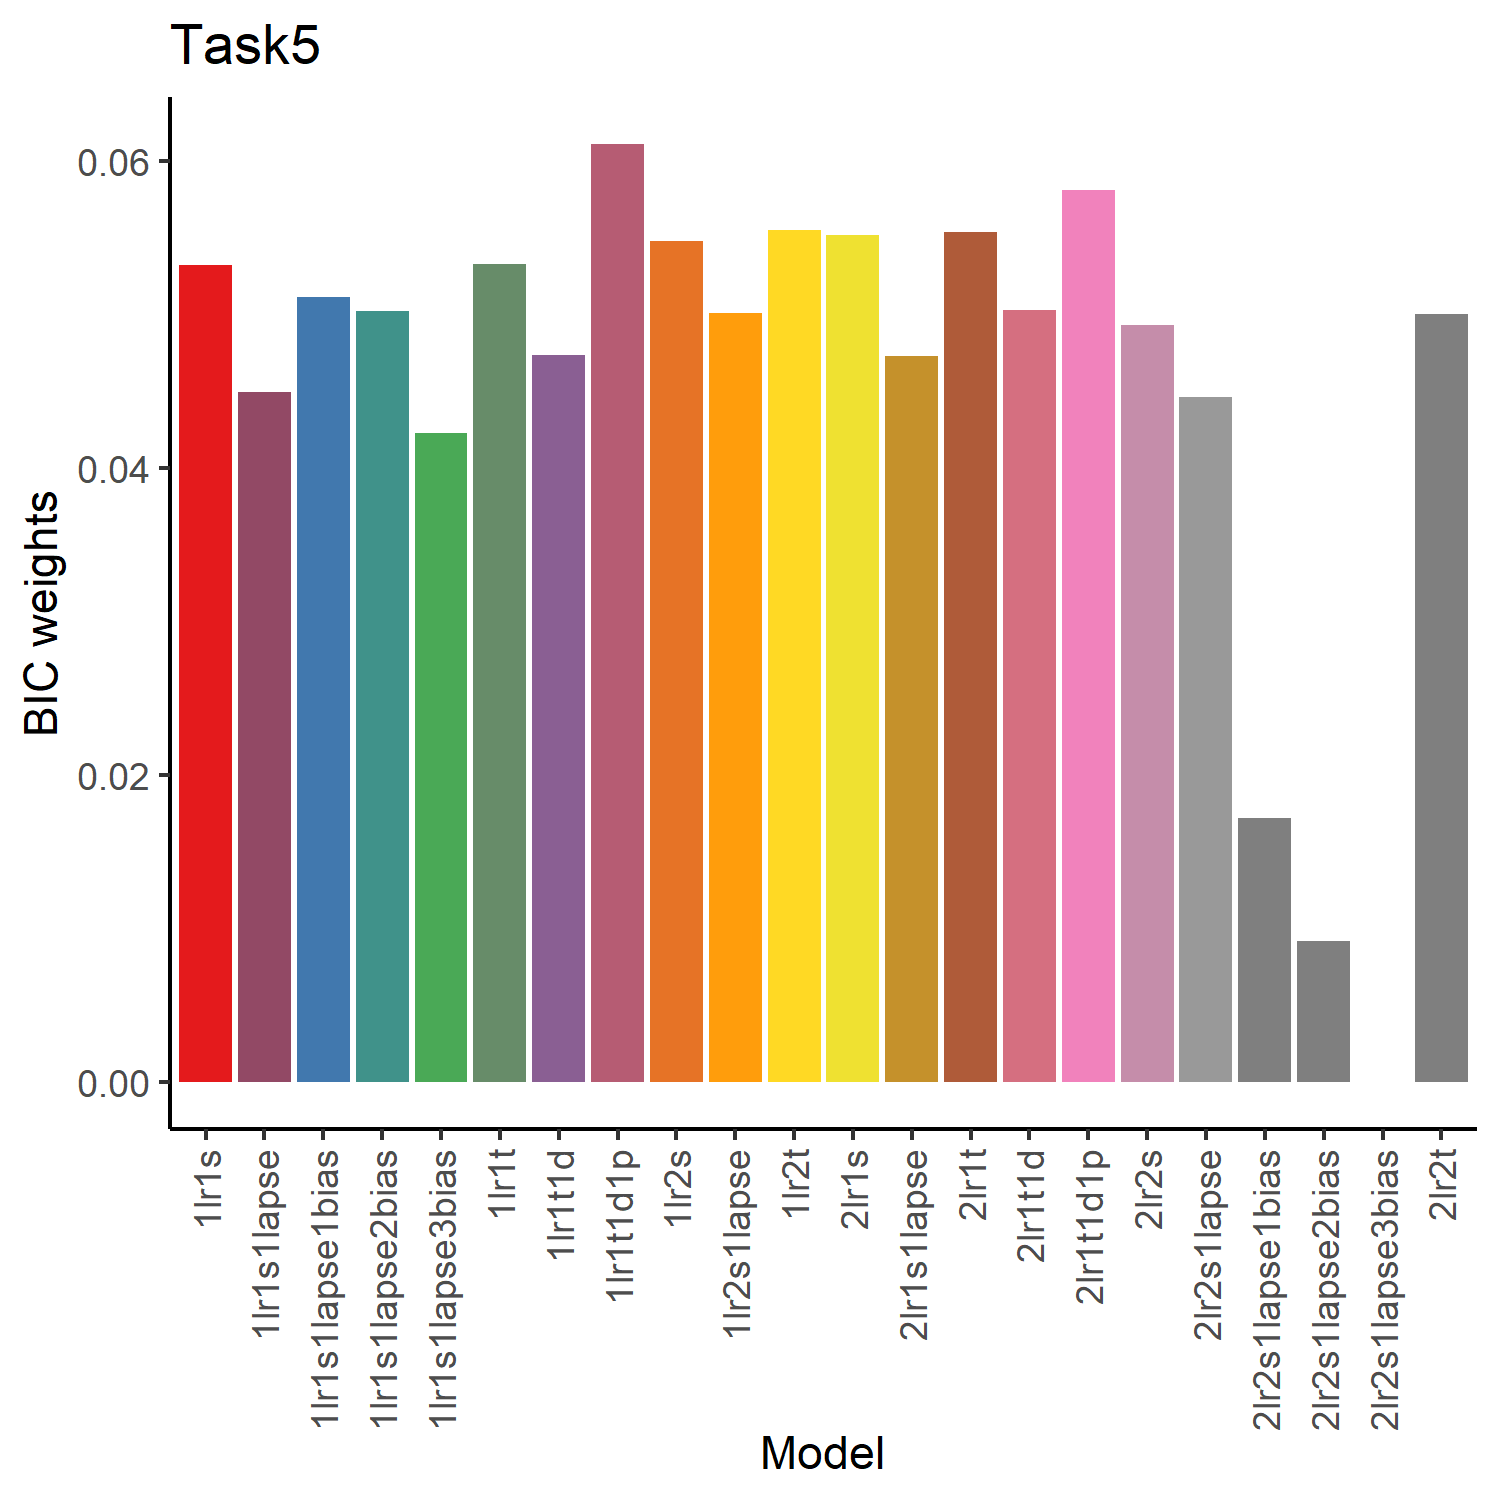 Task5
BIC weights
0.06
0.04
0.02
0.00
1lr1s
1lr1s1lapse
1lr1s1lapse1bias
1lr1s1lapse2bias
1lr1s1lapse3bias
1lr1t
1lr1t1d
1lr1t1d1p
1lr2s
1lr2s1lapse
1lr2t
2lr1s
2lr1s1lapse
2lr1t
2lr1t1d
2lr1t1d1p
2lr2s
2lr2s1lapse
2lr2s1lapse1bias
2lr2s1lapse2bias
2lr2s1lapse3bias
2lr2t
Model